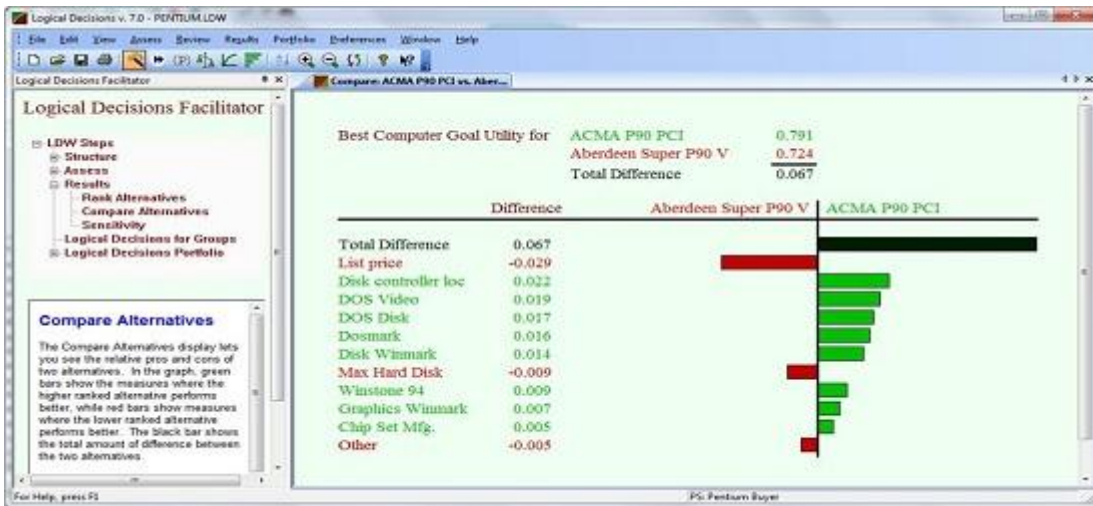 Logical Decisions v. 7.0 - PENTIUM.LDW
File Edit View Assess Review Results Portfolio Preferences Window Help
Logical Decisions Facilitator
Compare: ACMA P90 PCI vs. Aber...
Logical Decisions Facilitator
LDW Steps
Structure
Assess
Results
Rank Alternatives
Compare Alternatives
Sensitivity
Logical Decisions for Groups
Logical Decisions Portfolio
Compare Alternatives
The Compare Alternatives display lets
you see the relative pros and cons of
two alternatives. In the graph, green
bars show the measures where the
higher ranked alternative performs
better, while red bars show measures
where the lower ranked alternative
performs better. The black bar shows
the total amount of difference between
the two alternatives.
Best Computer Goal Utility for ACMA P90 PCI 0.791
Aberdeen Super P90 V 0.724
Total Difference 0.067
Difference Aberdeen Super P90 V ACMA P90 PCI
Total Difference 0.067
List price -0.029
Disk controller loc 0.022
DOS Video 0.019
DOS Disk 0.017
Dosmark 0.016
Disk Winmark 0.014
Max Hard Disk -0.009
Winstone 94 0.009
Graphics Winmark 0.007
Chip Set Mfg. 0.005
Other -0.005
For Help, press F1
PS: Pentium Buyer